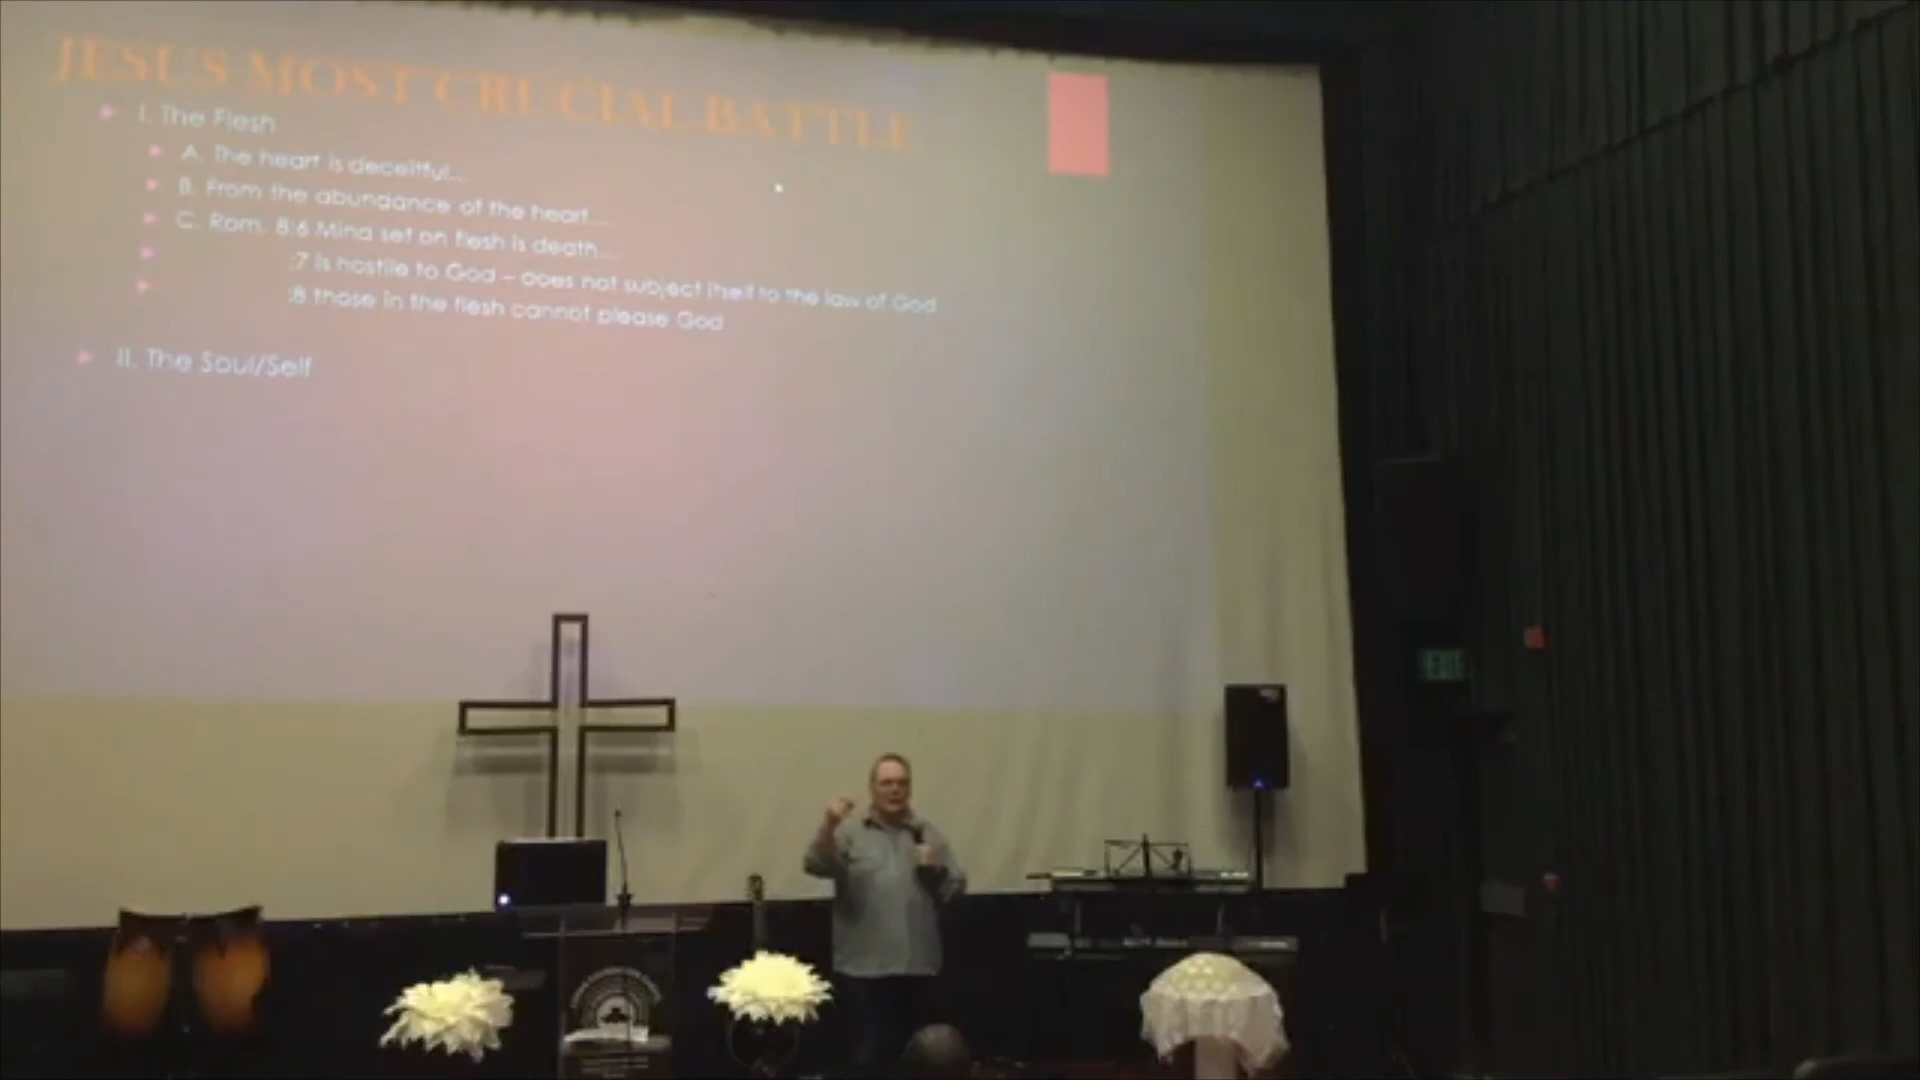 JESUS MOST CRUCIAL BATTLE
I. The Flesh
A. The heart is deceitful...
B. From the abundance of the heart...
C. Rom. 8:6 Mind set on flesh is death...
:7 is hostile to God – does not subject itself to the law of God
:8 those in the flesh cannot please God
II. The Soul/Self
EXIT